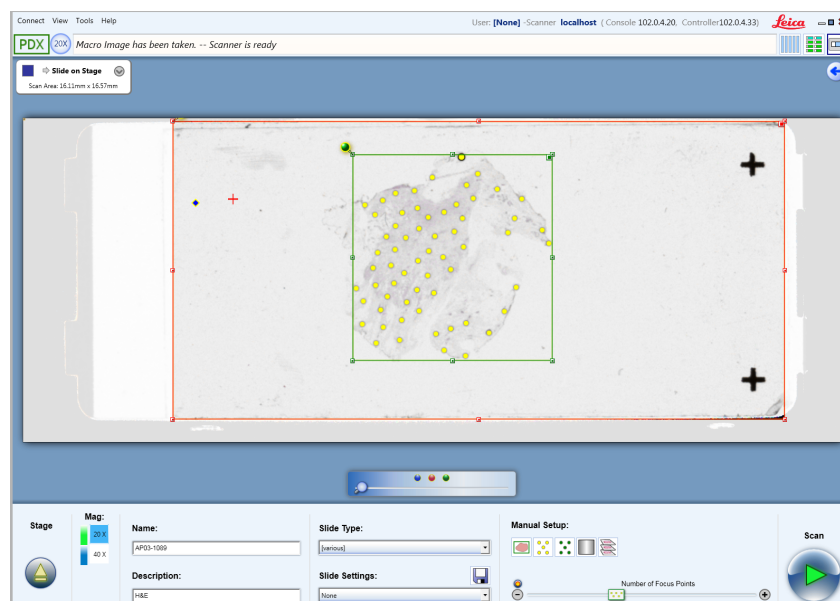 Connect View Tools Help
User: [None] -Scanner localhost ( Console 102.0.4.20, Controller102.0.4.33)
Leica
PDX 20X Macro Image has been taken. -- Scanner is ready
Slide on Stage
Scan Area: 16.11mm x 16.57mm
Stage
Mag:
20 X
40 X
Name:
AP03-1089
Description:
H&E
Slide Type:
[various]
Slide Settings:
None
Manual Setup:
Number of Focus Points
Scan